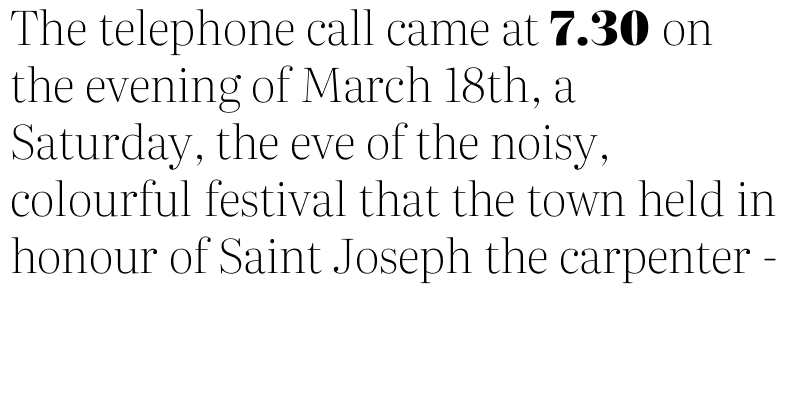 The telephone call came at 7.30 on
the evening of March 18th, a
Saturday, the eve of the noisy,
colourful festival that the town held in
honour of Saint Joseph the carpenter -